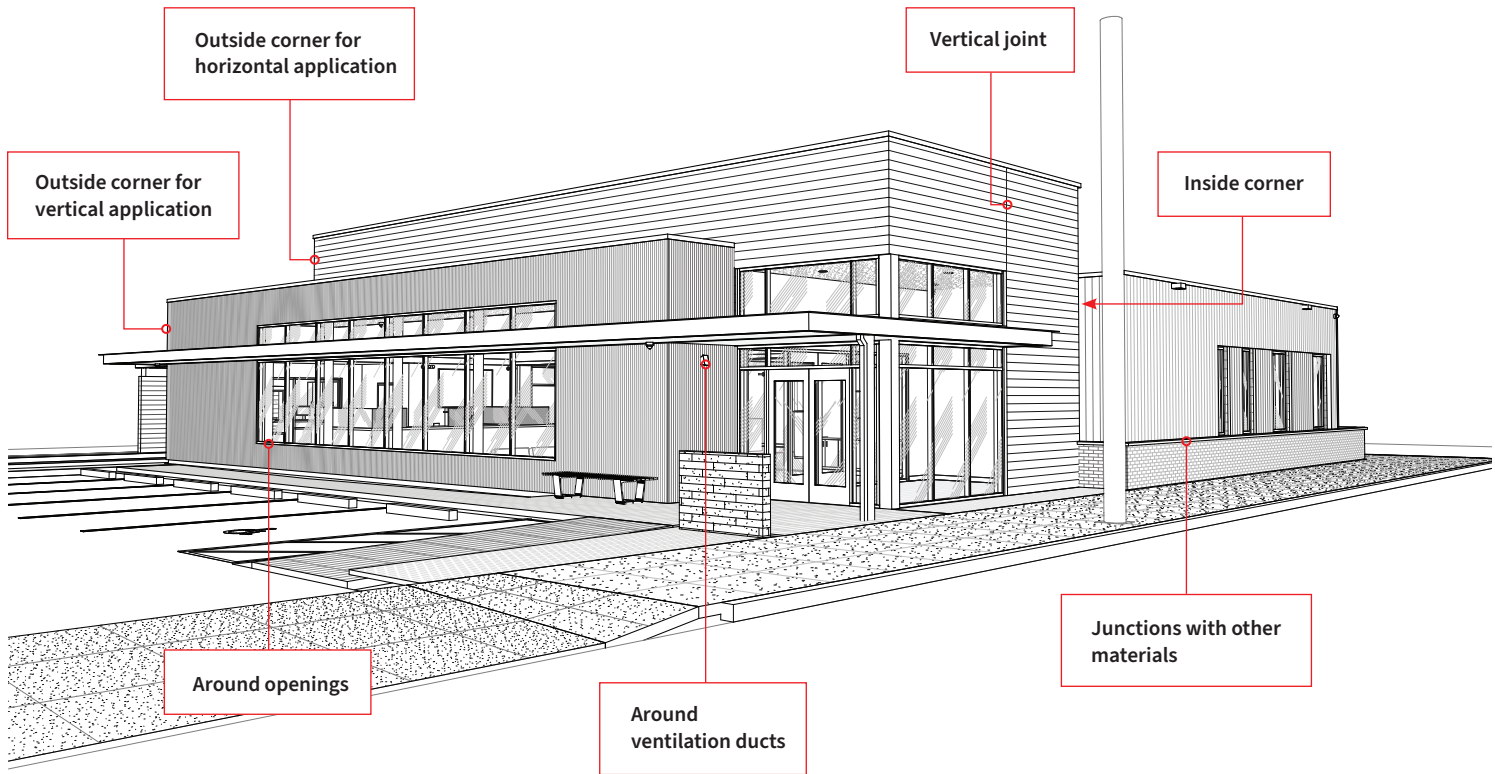 Outside corner for
horizontal application
Vertical joint
Outside corner for
vertical application
Inside corner
Junctions with other
materials
Around openings
Around
ventilation ducts